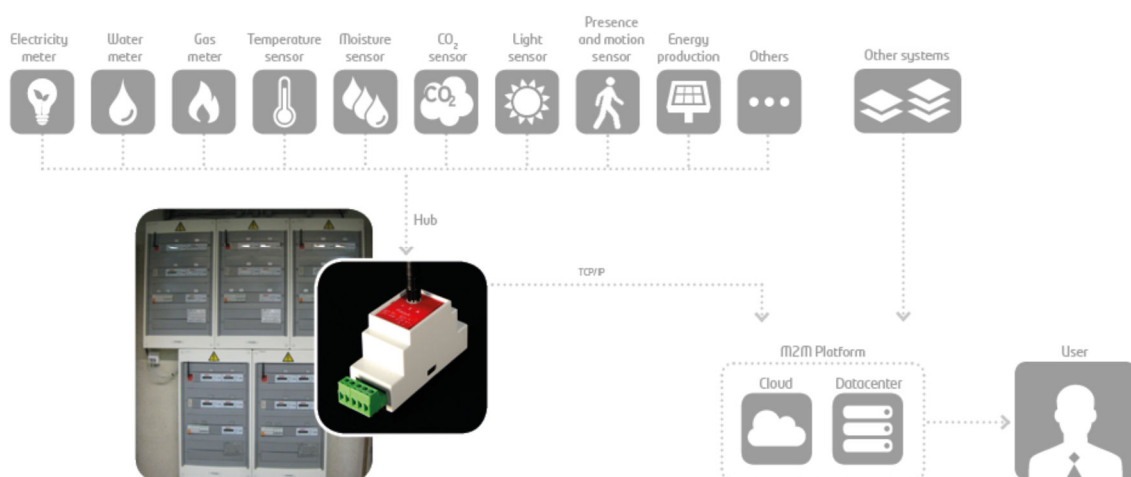 Electricity
meter
Water
meter
Gas
meter
Temperature
sensor
Moisture
sensor
CO₂
sensor
Light
sensor
Presence
and motion
sensor
Energy
production
Others
Other systems
CO₂
Hub
TCP/IP
M2M Platform
User
Cloud
Datacenter